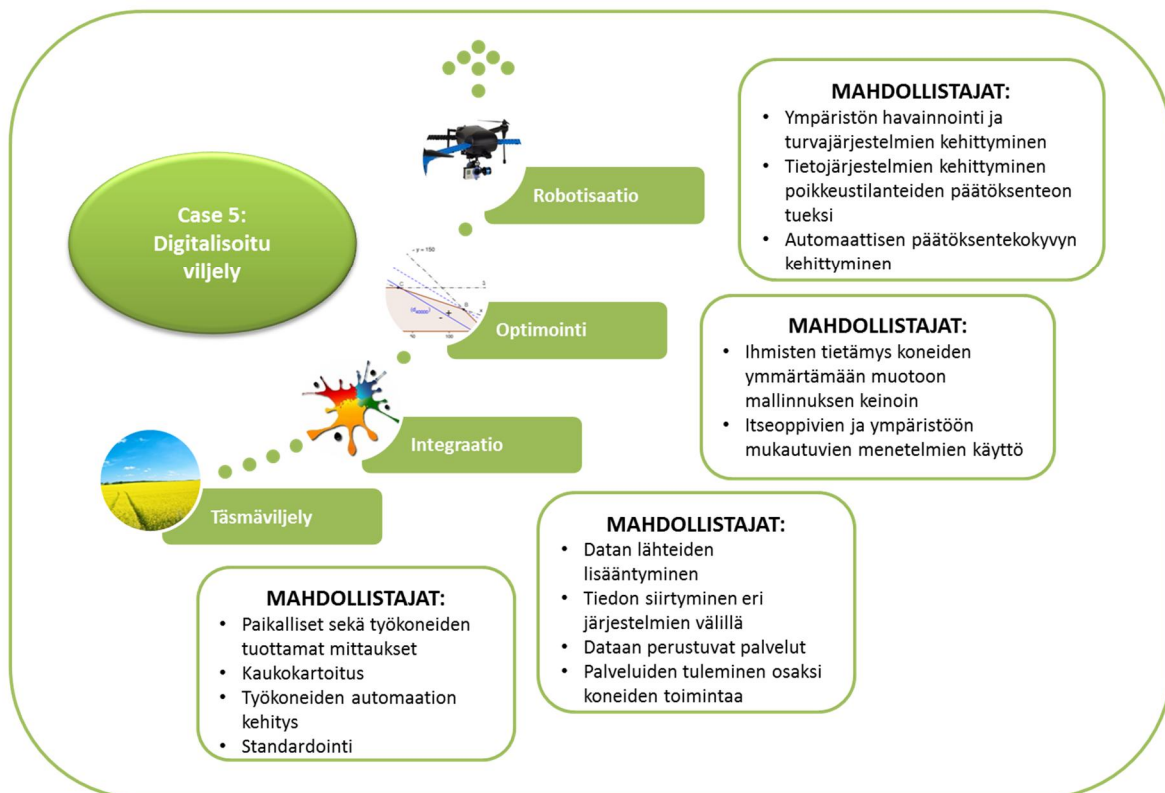 Case 5:
Digitalisoitu
viljely
Robotisaatio
MAHDOLLISTAJAT:
• Ympäristön havainnointi ja
turvajärjestelmien kehittyminen
• Tietojärjestelmien kehittyminen
poikkeustilanteiden päätöksenteon
tueksi
• Automaattisen päätöksentekokyvyn
kehittyminen
- y = 150
C
B
Optimointi
MAHDOLLISTAJAT:
• Ihmisten tietämys koneiden
ymmärtämään muotoon
mallinnuksen keinoin
• Itseoppivien ja ympäristöön
mukautuvien menetelmien käyttö
Integraatio
MAHDOLLISTAJAT:
• Datan lähteiden
lisääntyminen
• Tiedon siirtyminen eri
järjestelmien välillä
• Dataan perustuvat palvelut
• Palveluiden tuleminen osaksi
koneiden toimintaa
Täsmäviljely
MAHDOLLISTAJAT:
• Paikalliset sekä työkoneiden
tuottamat mittaukset
• Kaukokartoitus
• Työkoneiden automaation
kehitys
• Standardointi